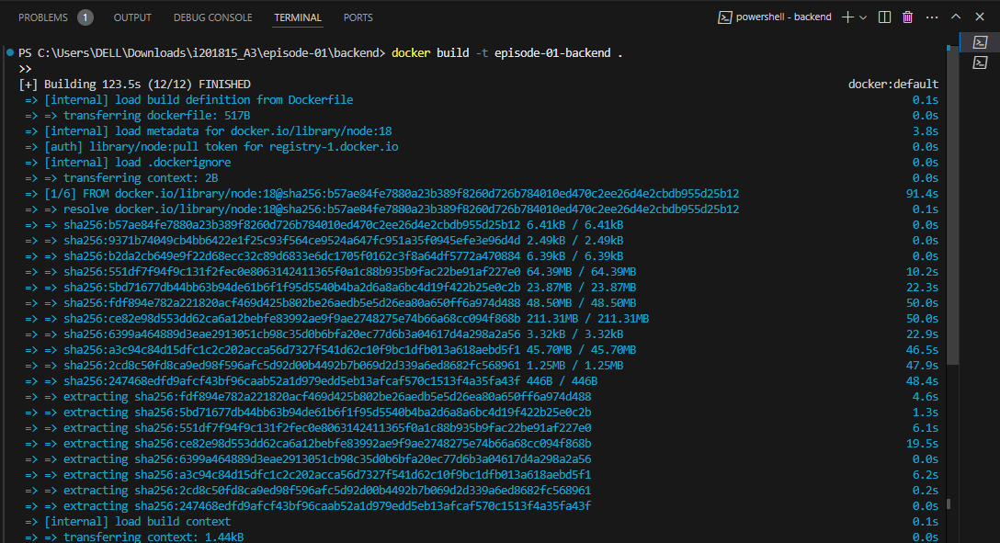 PROBLEMS 1 OUTPUT DEBUG CONSOLE TERMINAL PORTS powershell - backend
PS C:\Users\DELL\Downloads\i201815_A3\episode-01\backend> docker build -t episode-01-backend .
>>
[+] Building 123.5s (12/12) FINISHED docker:default
=> [internal] load build definition from Dockerfile 0.1s
=> => transferring dockerfile: 517B 0.0s
=> [internal] load metadata for docker.io/library/node:18 3.8s
=> [auth] library/node:pull token for registry-1.docker.io 0.0s
=> [internal] load .dockerignore 0.0s
=> => transferring context: 2B 0.0s
=> [1/6] FROM docker.io/library/node:18@sha256:b57ae84fe7880a23b389f8260d726b784010ed470c2ee26d4e2cbdb955d25b12 91.4s
=> => resolve docker.io/library/node:18@sha256:b57ae84fe7880a23b389f8260d726b784010ed470c2ee26d4e2cbdb955d25b12 0.1s
=> => sha256:b57ae84fe7880a23b389f8260d726b784010ed470c2ee26d4e2cbdb955d25b12 6.41kB / 6.41kB 0.0s
=> => sha256:9371b74049cb4bb6422e1f25c93f564ce9524a647fc951a35f0945efe3e96d4d 2.49kB / 2.49kB 0.0s
=> => sha256:b2da2cb649e9f22d68ecc32c89d6833e6dc1705f0162c3f8a64df5772a470884 6.39kB / 6.39kB 0.0s
=> => sha256:551df7f94f9c131f2fec0e8063142411365f0a1c88b935b9fac22be91af227e0 64.39MB / 64.39MB 10.2s
=> => sha256:5bd71677db44bb63b94de61b6f1f95d5540b4ba2d6a8a6bc4d19f422b25e0c2b 23.87MB / 23.87MB 22.3s
=> => sha256:fdf894e782a221820acf469d425b802be26aedb5e5d26ea80a650ff6a974d488 48.50MB / 48.50MB 50.0s
=> => sha256:ce82e98d553dd62ca6a12bebfe83992ae9f9ae2748275e74b66a68cc094f868b 211.31MB / 211.31MB 50.0s
=> => sha256:6399a464889d3eae2913051cb98c35d0b6bfa20ec77d6b3a04617d4a298a2a56 3.32kB / 3.32kB 22.9s
=> => sha256:a3c94c84d15dfc1c2c202acca56d7327f541d62c10f9bc1dfb013a618aebd5f1 45.70MB / 45.70MB 46.5s
=> => sha256:2cd8c50fd8ca9ed98f596afc5d92d00b4492b7b069d2d339a6ed8682fc568961 1.25MB / 1.25MB 47.9s
=> => sha256:247468edfd9afcf43bf96caab52a1d979edd5eb13afcaf570c1513f4a35fa43f 446B / 446B 48.4s
=> => extracting sha256:fdf894e782a221820acf469d425b802be26aedb5e5d26ea80a650ff6a974d488 4.6s
=> => extracting sha256:5bd71677db44bb63b94de61b6f1f95d5540b4ba2d6a8a6bc4d19f422b25e0c2b 1.3s
=> => extracting sha256:551df7f94f9c131f2fec0e8063142411365f0a1c88b935b9fac22be91af227e0 6.1s
=> => extracting sha256:ce82e98d553dd62ca6a12bebfe83992ae9f9ae2748275e74b66a68cc094f868b 19.5s
=> => extracting sha256:6399a464889d3eae2913051cb98c35d0b6bfa20ec77d6b3a04617d4a298a2a56 0.0s
=> => extracting sha256:a3c94c84d15dfc1c2c202acca56d7327f541d62c10f9bc1dfb013a618aebd5f1 6.2s
=> => extracting sha256:2cd8c50fd8ca9ed98f596afc5d92d00b4492b7b069d2d339a6ed8682fc568961 0.2s
=> => extracting sha256:247468edfd9afcf43bf96caab52a1d979edd5eb13afcaf570c1513f4a35fa43f 0.0s
=> [internal] load build context 0.1s
=> => transferring context: 1.44kB 0.0s